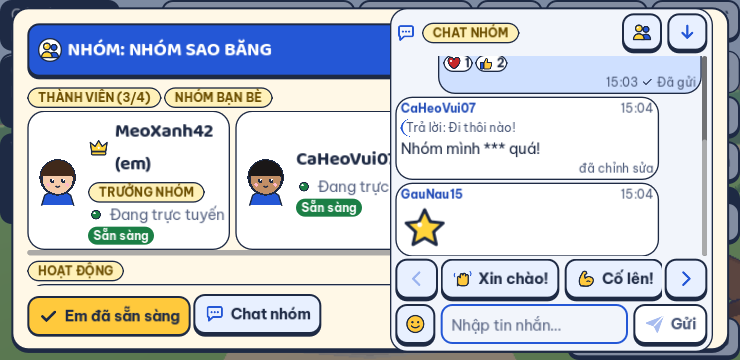 NHÓM: NHÓM SAO BĂNG
THÀNH VIÊN (3/4)
NHÓM BẠN BÈ
MeoXanh42
(em)
TRƯỞNG NHÓM
Đang trực tuyến
Sẵn sàng
CaHeoVui07
Đang trực
Sẵn sàng
HOẠT ĐỘNG
Em đã sẵn sàng
Chat nhóm
CHAT NHÓM
1
2
15:03 ✓ Đã gửi
CaHeoVui07 15:04
Trả lời: Đi thôi nào!
Nhóm mình *** quá!
đã chỉnh sửa
GauNau15 15:04
Xin chào!
Cố lên!
Nhập tin nhắn...
Gửi